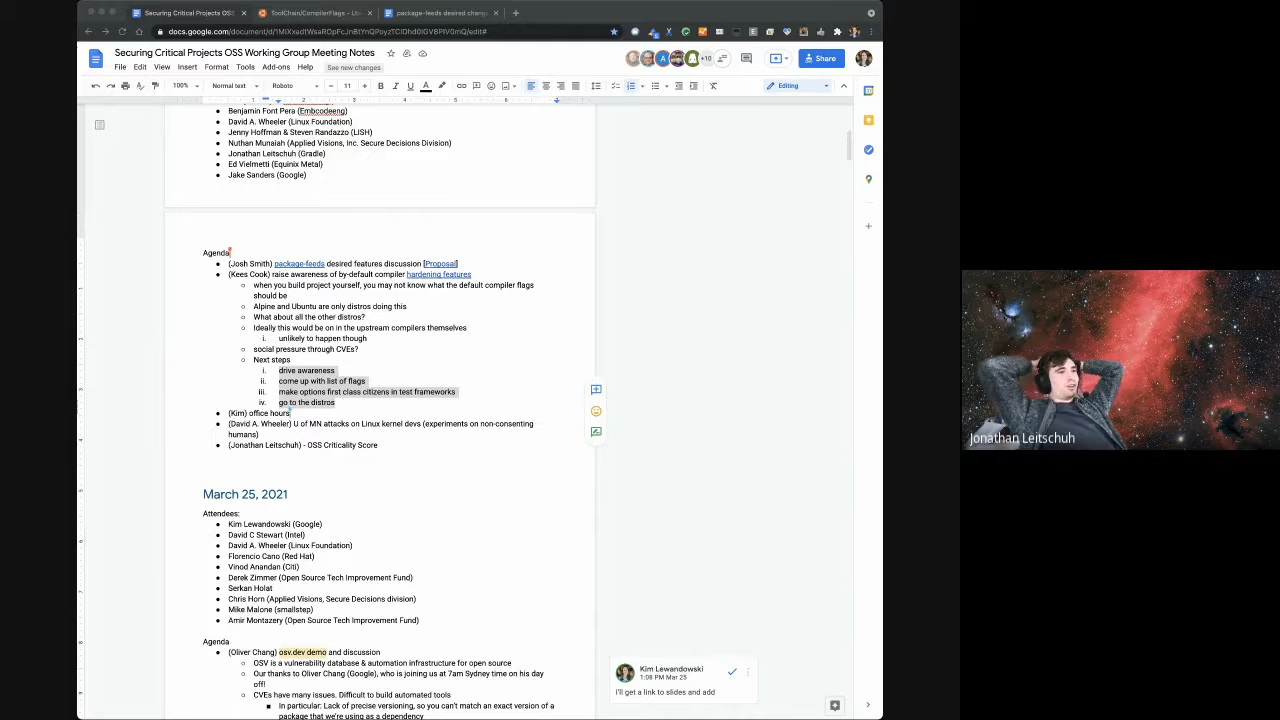 Securing Critical Projects OSS
ToolChain/CompilerFlags - Ub
package-feeds desired chang
docs.google.com/document/d/1MIXxadtWsaROpFcJnBtYnQPoyzTCiDhd0IGV8PIV0mQ/edit#
Securing Critical Projects OSS Working Group Meeting Notes
+10
Share
File Edit View Insert Format Tools Add-ons Help See new changes
100% Normal text Roboto 11 B I U A Editing
Benjamin Font Pera (Embcodeeng)
David A. Wheeler (Linux Foundation)
Jenny Hoffman & Steven Randazzo (LISH)
Nuthan Munaiah (Applied Visions, Inc. Secure Decisions Division)
Jonathan Leitschuh (Gradle)
Ed Vielmetti (Equinix Metal)
Jake Sanders (Google)
Agenda
(Josh Smith) package-feeds desired features discussion [Proposal]
(Kees Cook) raise awareness of by-default compiler hardening features
when you build project yourself, you may not know what the default compiler flags
should be
Alpine and Ubuntu are only distros doing this
What about all the other distros?
Ideally this would be on the upstream compilers themselves
i. unlikely to happen though
social pressure through CVEs?
Next steps
i. drive awareness
ii. come up with list of flags
iii. make options first class citizens in test frameworks
iv. go to the distros
(Kim) office hours
(David A. Wheeler) U of MN attacks on Linux kernel devs (experiments on non-consenting
humans)
(Jonathan Leitschuh) - OSS Criticality Score
March 25, 2021
Attendees:
Kim Lewandowski (Google)
David C Stewart (Intel)
David A. Wheeler (Linux Foundation)
Florencio Cano (Red Hat)
Vinod Anandan (Citi)
Derek Zimmer (Open Source Tech Improvement Fund)
Serkan Holat
Chris Horn (Applied Visions, Secure Decisions division)
Mike Malone (smallstep)
Amir Montazery (Open Source Tech Improvement Fund)
Agenda
(Oliver Chang) osv.dev demo and discussion
OSV is a vulnerability database & automation infrastructure for open source
Our thanks to Oliver Chang (Google), who is joining us at 7am Sydney time on his day
off!
CVEs have many issues. Difficult to build automated tools
In particular: Lack of precise versioning, so you can't match an exact version of a
package that we're using as a dependency
Kim Lewandowski
1:08 PM Mar 25
I'll get a link to slides and add
Jonathan Leitschuh